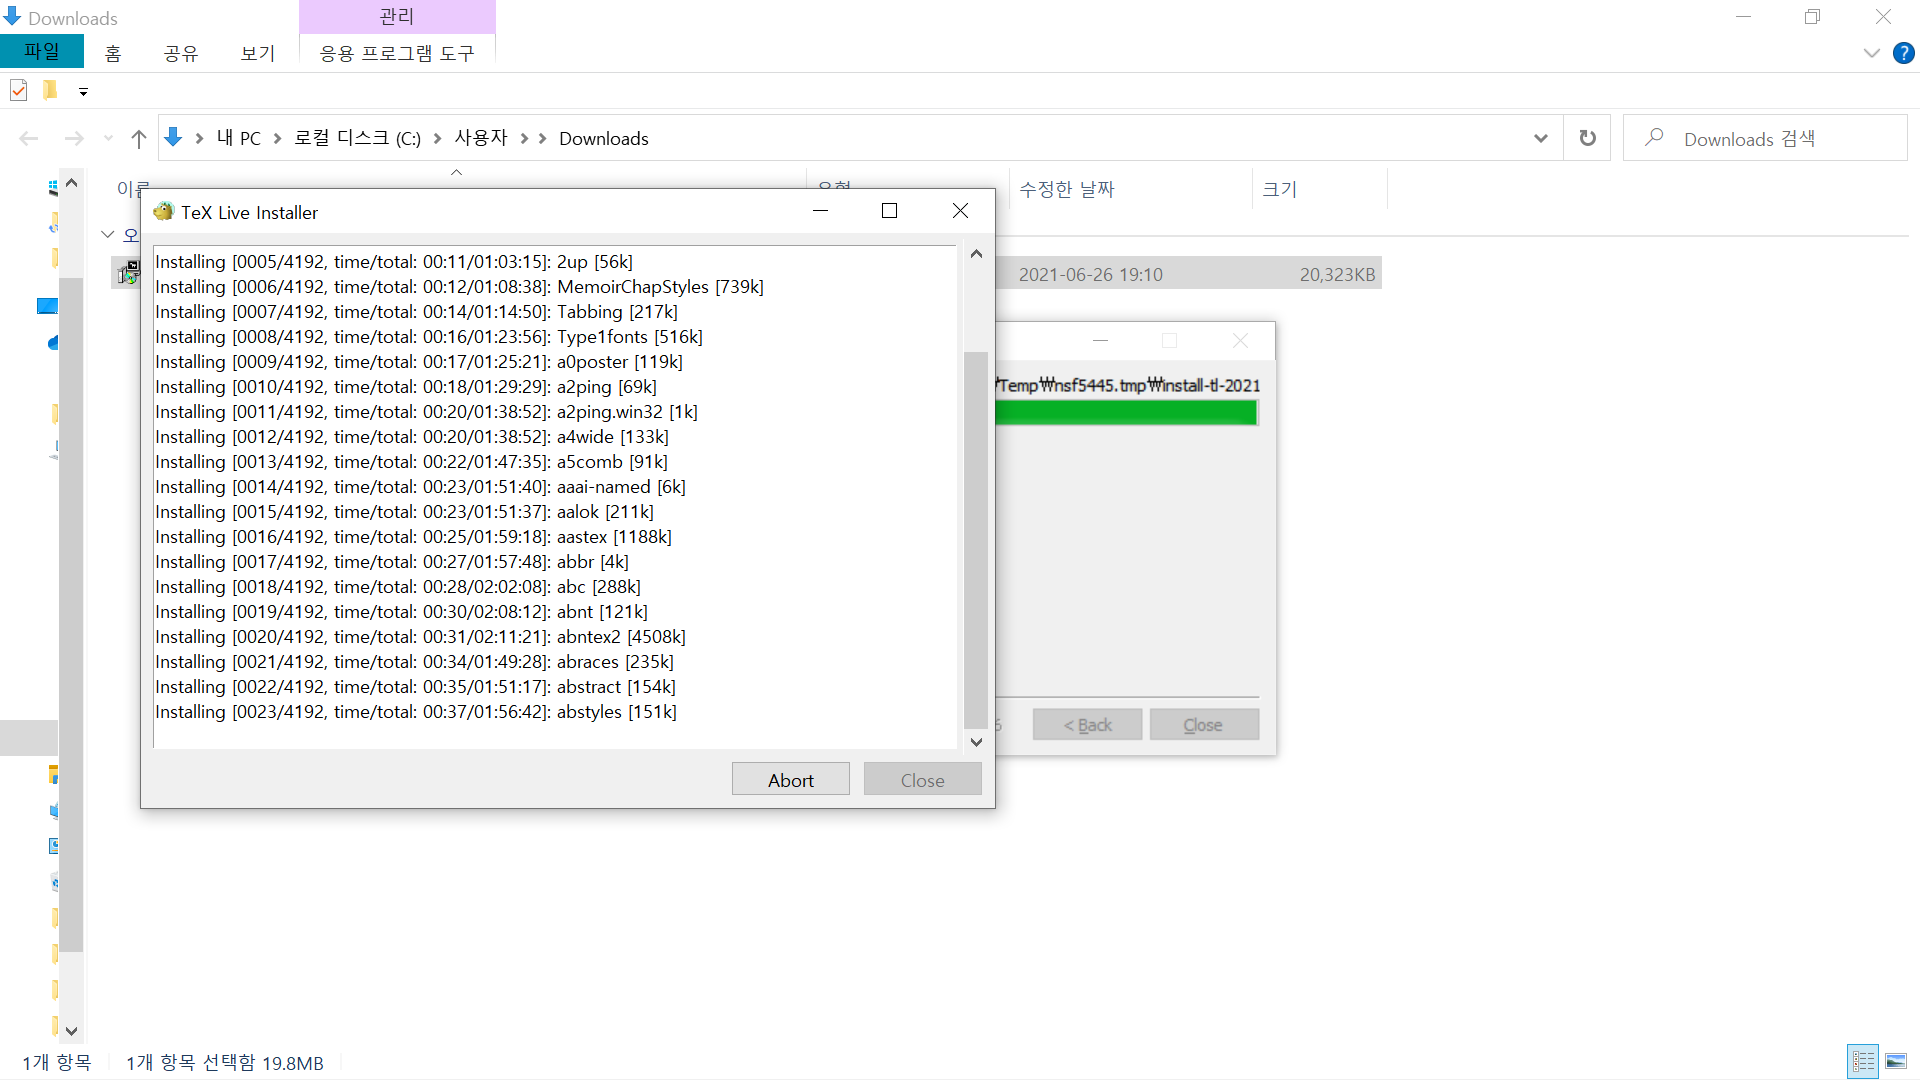 Downloads
관리
파일
홈
공유
보기
응용 프로그램 도구
내 PC
로컬 디스크 (C:)
사용자
Downloads
Downloads 검색
수정한 날짜
크기
2021-06-26 19:10
20,323KB
TeX Live Installer
Installing [0005/4192, time/total: 00:11/01:03:15]: 2up [56k]
Installing [0006/4192, time/total: 00:12/01:08:38]: MemoirChapStyles [739k]
Installing [0007/4192, time/total: 00:14/01:14:50]: Tabbing [217k]
Installing [0008/4192, time/total: 00:16/01:23:56]: Type1fonts [516k]
Installing [0009/4192, time/total: 00:17/01:25:21]: a0poster [119k]
Installing [0010/4192, time/total: 00:18/01:29:29]: a2ping [69k]
Installing [0011/4192, time/total: 00:20/01:38:52]: a2ping.win32 [1k]
Installing [0012/4192, time/total: 00:20/01:38:52]: a4wide [133k]
Installing [0013/4192, time/total: 00:22/01:47:35]: a5comb [91k]
Installing [0014/4192, time/total: 00:23/01:51:40]: aaai-named [6k]
Installing [0015/4192, time/total: 00:23/01:51:37]: aalok [211k]
Installing [0016/4192, time/total: 00:25/01:59:18]: aastex [1188k]
Installing [0017/4192, time/total: 00:27/01:57:48]: abbr [4k]
Installing [0018/4192, time/total: 00:28/02:02:08]: abc [288k]
Installing [0019/4192, time/total: 00:30/02:08:12]: abnt [121k]
Installing [0020/4192, time/total: 00:31/02:11:21]: abntex2 [4508k]
Installing [0021/4192, time/total: 00:34/01:49:28]: abraces [235k]
Installing [0022/4192, time/total: 00:35/01:51:17]: abstract [154k]
Installing [0023/4192, time/total: 00:37/01:56:42]: abstyles [151k]
Abort
Close
Temp₩nsf5445.tmp₩install-tl-2021
< Back
Close
1개 항목
1개 항목 선택함 19.8MB